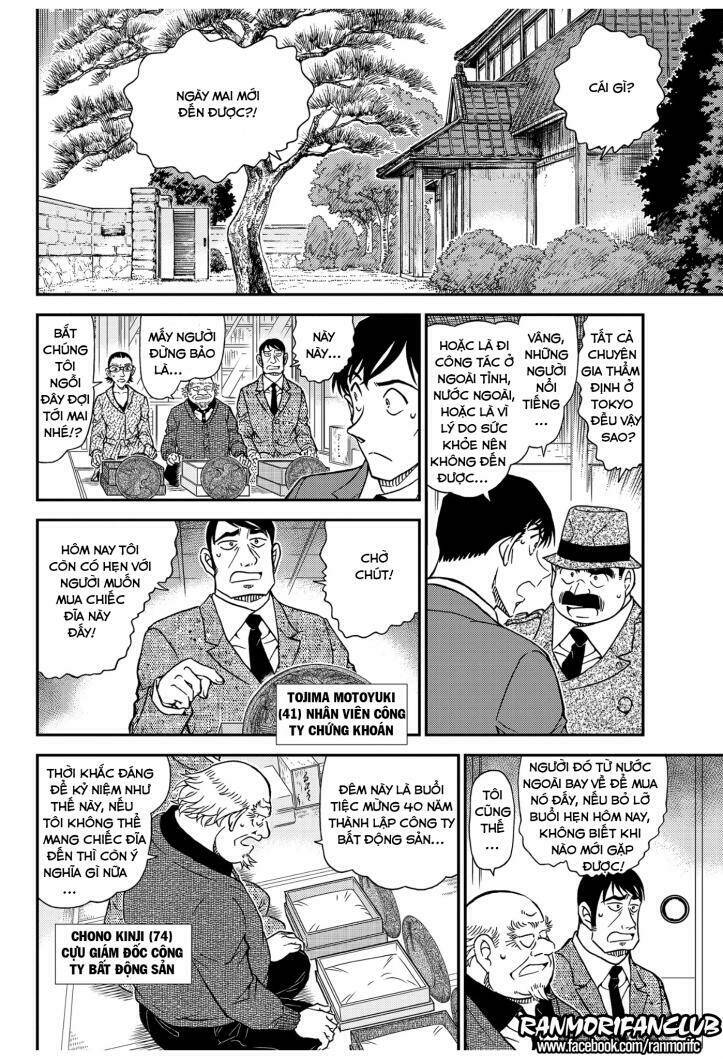 CÁI GÌ?
NGÀY MAI MỚI
ĐẾN ĐƯỢC?!
TẤT CẢ
CHUYÊN
GIA THẨM
ĐỊNH Ở
TOKYO
ĐỀU VẬY
SAO?
VÂNG,
NHỮNG
NGƯỜI
NỔI
TIẾNG...
HOẶC LÀ ĐI
CÔNG TÁC Ở
NGOÀI TỈNH,
NƯỚC NGOÀI,
HOẶC LÀ VÌ
LÝ DO SỨC
KHỎE NÊN
KHÔNG ĐẾN
ĐƯỢC...
NÀY
NÀY...
MẤY NGƯỜI
ĐỪNG BẢO
LÀ...
BẮT
CHÚNG
TÔI
NGỒI
ĐÂY ĐỢI
TỚI MAI
NHÉ!?
CHỜ
CHÚT!
HÔM NAY TÔI
CÒN CÓ HẸN VỚI
NGƯỜI MUỐN
MUA CHIẾC
ĐĨA NÀY
ĐẤY!
TOJIMA MOTOYUKI
(41) NHÂN VIÊN CÔNG
TY CHỨNG KHOÁN
NGƯỜI ĐÓ TỪ NƯỚC
NGOÀI BAY VỀ ĐỂ MUA
NÓ ĐẤY, NẾU BỎ LỠ
BUỔI HẸN HÔM NAY,
KHÔNG BIẾT KHI
NÀO MỚI GẶP
ĐƯỢC!
TÔI
CŨNG
THẾ
...
ĐÊM NÀY LÀ BUỔI
TIỆC MỪNG 40 NĂM
THÀNH LẬP CÔNG TY
BẤT ĐỘNG SẢN...
THỜI KHẮC ĐÁNG
ĐỂ KỶ NIỆM NHƯ
THẾ NÀY, NẾU
TÔI KHÔNG THỂ
MANG CHIẾC ĐĨA
ĐẾN THÌ CÒN Ý
NGHĨA GÌ NỮA
...
CHONO KINJI (74)
CỰU GIÁM ĐỐC CÔNG
TY BẤT ĐỘNG SẢN
RANMORIFANCLUB
www.facebook.com/ranmorifc